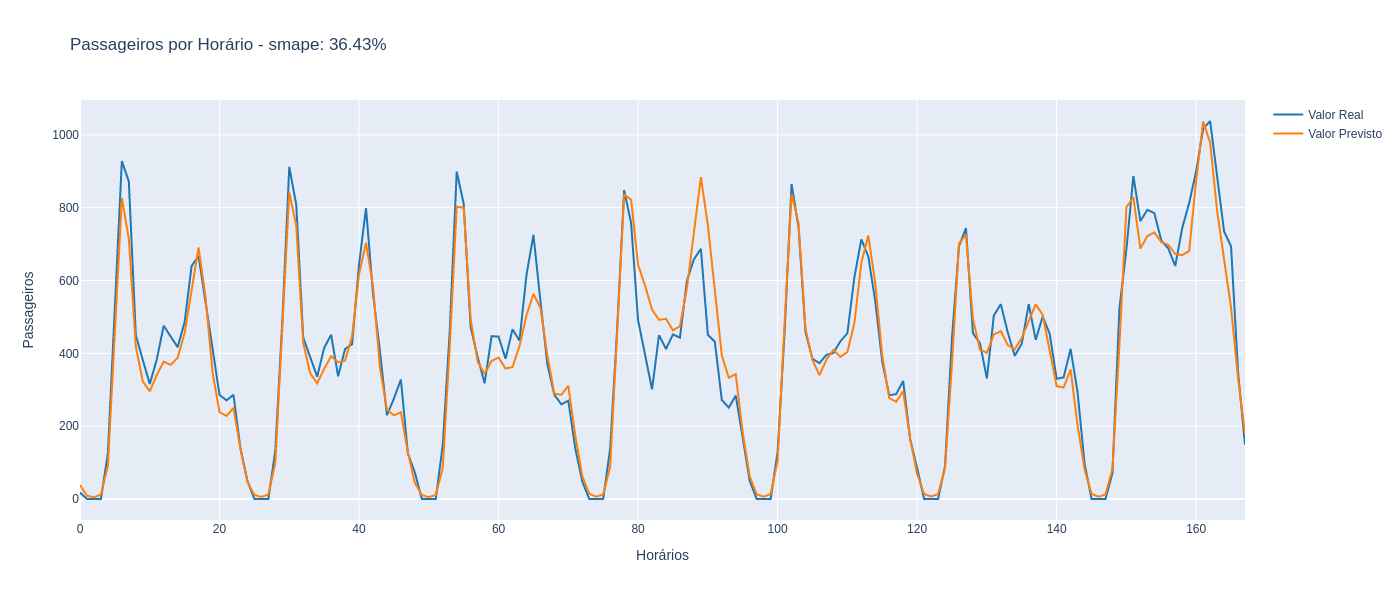 Passageiros por Horário - smape: 36.43%
Valor Real
Valor Previsto
Passageiros
1000
800
600
400
200
0
0 20 40 60 80 100 120 140 160
Horários